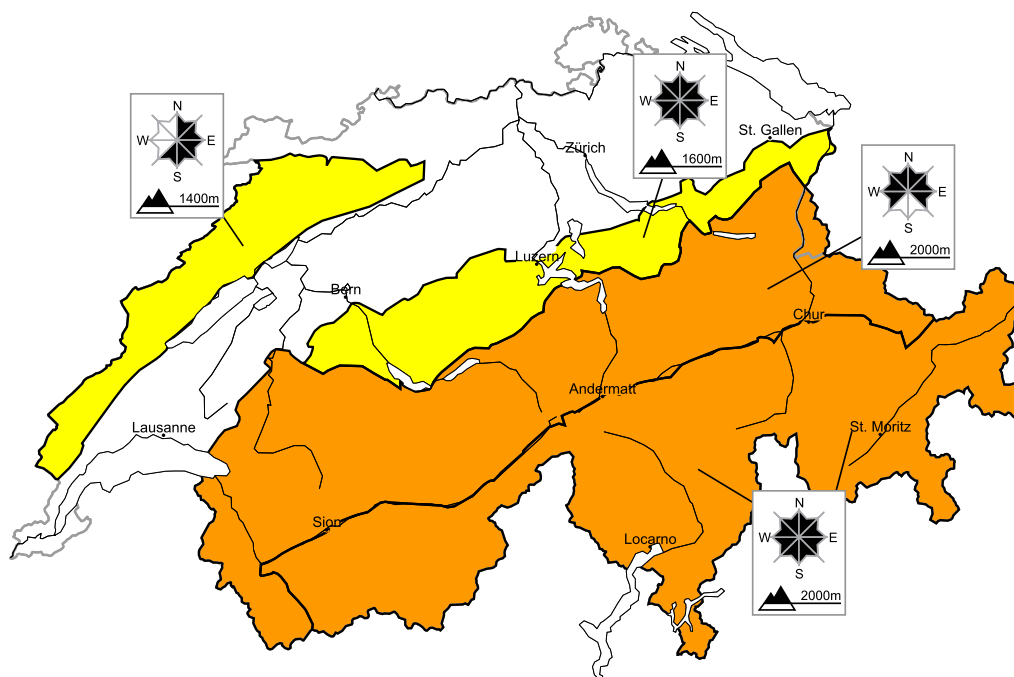 N
W E
S
1600m
St. Gallen
N
W E
S
1400m
Zürich
N
W E
S
2000m
Luzern
Bern
Chur
Andermatt
Lausanne
St. Moritz
N
W E
S
2000m
Sion
Locarno